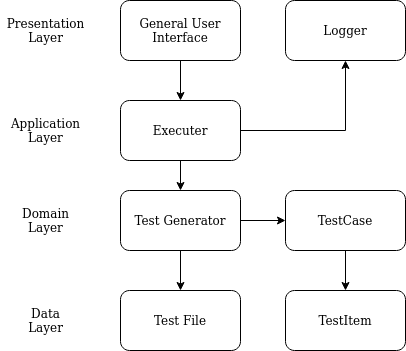 Presentation
Layer
General User
Interface
Logger
Application
Layer
Executer
Domain
Layer
Test Generator
TestCase
Data
Layer
Test File
TestItem